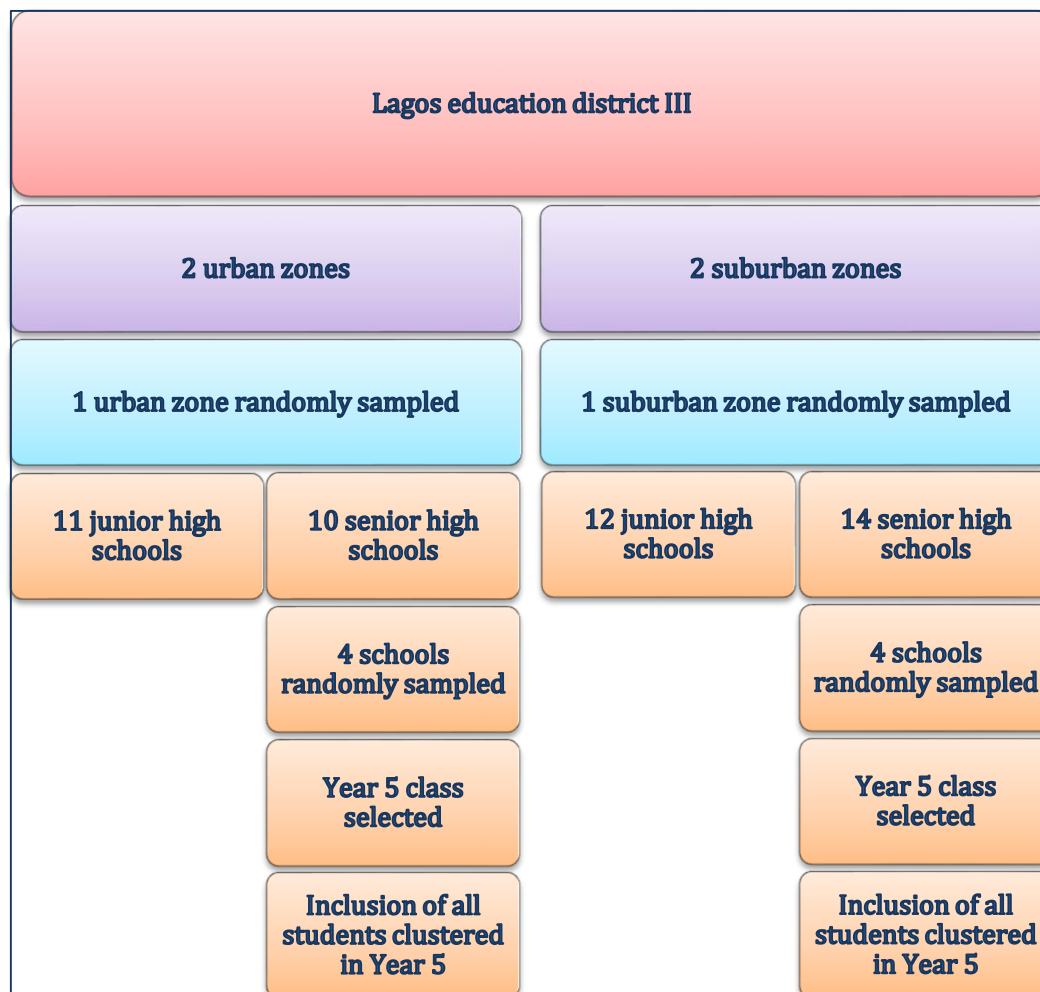 Lagos education district III
2 urban zones
2 suburban zones
1 urban zone randomly sampled
1 suburban zone randomly sampled
11 junior high
schools
10 senior high
schools
12 junior high
schools
14 senior high
schools
4 schools
randomly sampled
4 schools
randomly sampled
Year 5 class
selected
Year 5 class
selected
Inclusion of all
students clustered
in Year 5
Inclusion of all
students clustered
in Year 5